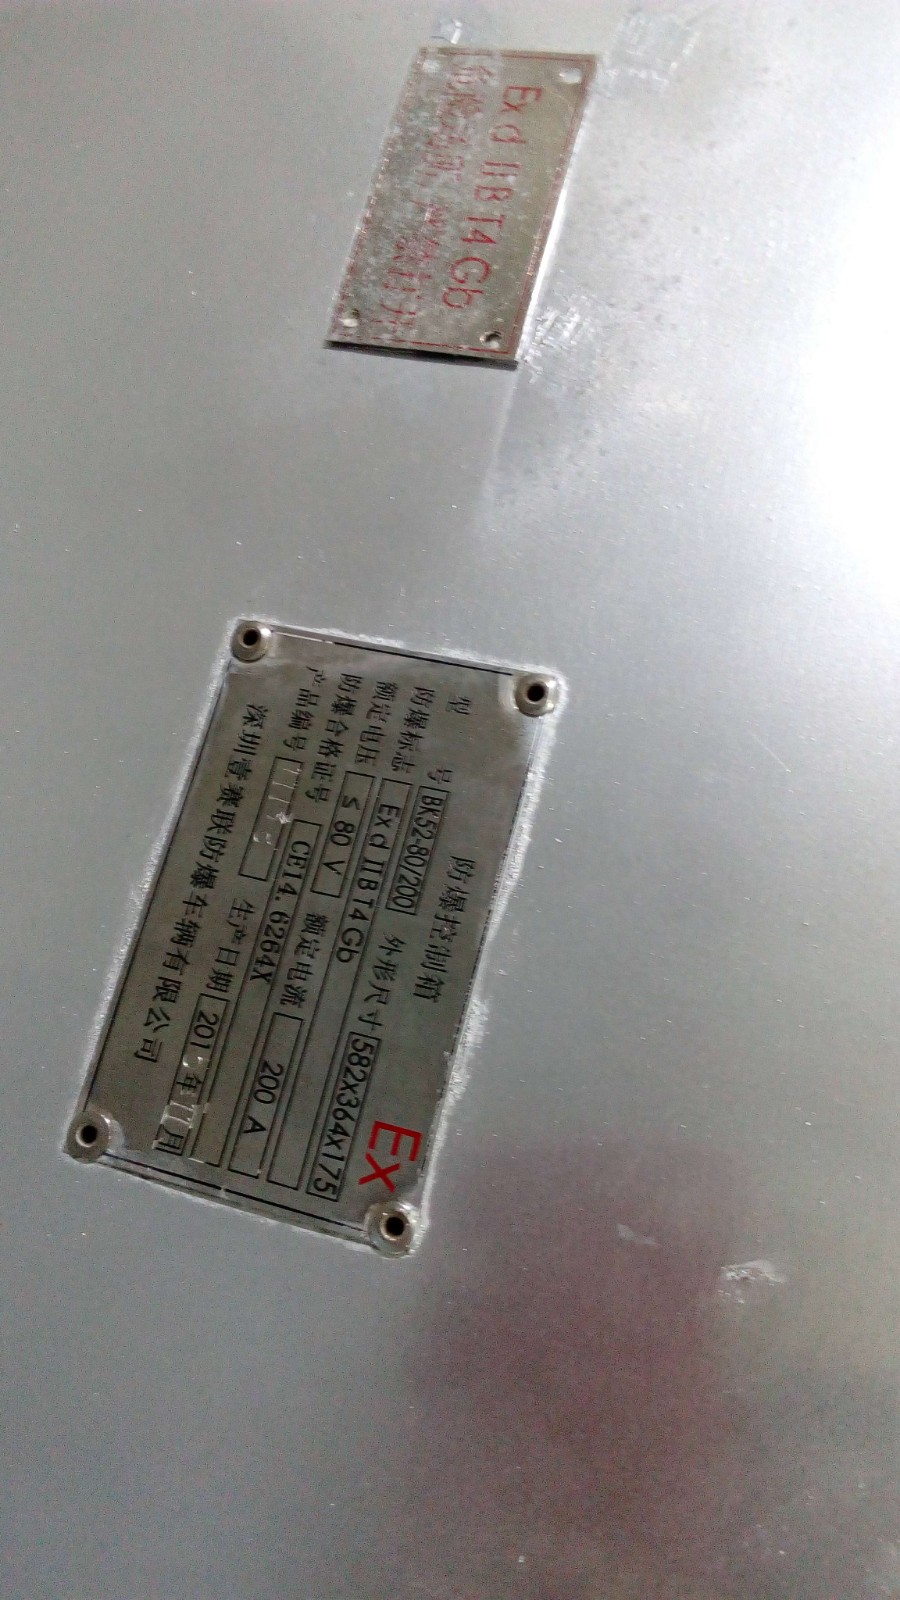 Ex d IIB T4 Gb
防爆控制箱
Ex
型 号 BK52-80/200 外形尺寸 582x364x175
防爆标志 Ex d IIB T4 Gb
额定电压 ≤ 80 V 额定电流 200 A
防爆合格证号 CE14.6264X
产品编号 生产日期 年 月
深圳 赛联防爆车辆有限公司